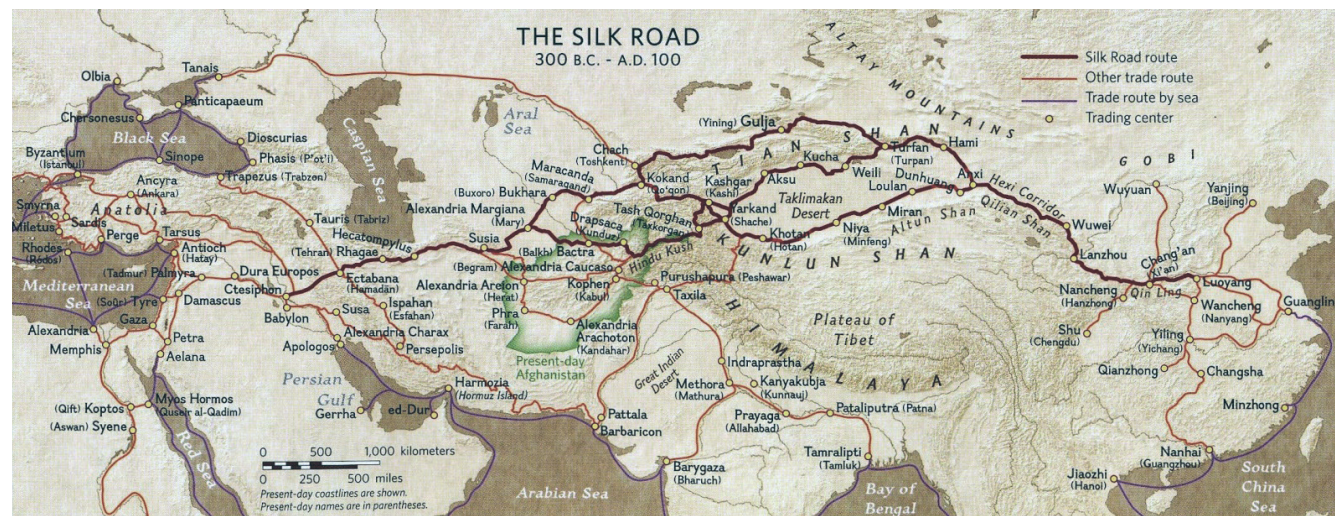 THE SILK ROAD
300 B.C. - A.D. 100
Silk Road route
Other trade route
Trade route by sea
Trading center
ALTAY MOUNTAINS
GOBI
TIAN SHAN
Olbia
Tanais
Panticapaeum
Chersonesus
Black Sea
Dioscurias
Byzantium
(Istanbul)
Sinope
Phasis (P'ot'i)
Trapezus (Trabzon)
Caspian Sea
Aral
Sea
Ancyra
(Ankara)
Anatolia
Smyrna
Sardis
Miletus
Perge
Tarsus
Rhodes
(Ródos)
Antioch
(Hatay)
Mediterranean
Sea
(Tadmur) Palmyra
(Soûr) Tyre
Damascus
Dura Europos
Ctesiphon
Babylon
Tauris (Tabriz)
Hecatompylus
(Tehran) Rhagae
Ectabana
(Hamadan)
Susa
Ispahan
(Esfahan)
Alexandria Charax
Apologos
Persepolis
Gaza
Alexandria
Memphis
Petra
Aelana
Myos Hormos
(Quseir al-Qadim)
(Qift) Koptos
(Aswan) Syene
Red Sea
Persian
Gulf
Gerrha
ed-Dur
Harmozia
(Hormuz Island)
0 500 1,000 kilometers
0 250 500 miles
Present-day coastlines are shown.
Present-day names are in parentheses.
Arabian Sea
Chach
(Toshkent)
Maracanda
(Samarqand)
(Buxoro) Bukhara
Alexandria Margiana
(Mary)
Susia
Kokand
(Qo'qon)
Drapsaca
(Kunduz)
Tash Qorghan
(Taxkorgan)
(Balkh) Bactra
Hindu Kush
(Begram) Alexandria Caucaso
Alexandria Areion
(Herat)
Kophen
(Kabul)
Phra
(Farah)
Alexandria
Arachoton
(Kandahar)
Present-day
Afghanistan
Purushapura (Peshawar)
Taxila
(Yining) Gulja
Kashgar
(Kashi)
Yarkand
(Shache)
Aksu
Kucha
Weili
Turfan
(Turpan)
Hami
Taklimakan
Desert
Loulan
Dunhuang
Anxi
Miran
Khotan
(Hotan)
Niya
(Minfeng)
Altun Shan
Qilian Shan
Hexi Corridor
KUNLUN SHAN
HIMALAYA
Plateau of
Tibet
Wuwei
Lanzhou
Wuyuan
Yanjing
(Beijing)
Chang'an
(Xi'an)
Luoyang
Qin Ling
Nancheng
(Hanzhong)
Wancheng
(Nanyang)
Guanglin
Shu
(Chengdu)
Yiling
(Yichang)
Qianzhong
Changsha
Minzhong
Nanhai
(Guangzhou)
Jiaozhi
(Hanoi)
South
China
Sea
Great Indian
Desert
Indraprastha
Methora
(Mathura)
Kanyakubja
(Kunnauj)
Prayaga
(Allahabad)
Pataliputra (Patna)
Pattala
Barbaricon
Barygaza
(Bharuch)
Tamralipti
(Tamluk)
Bay of
Bengal